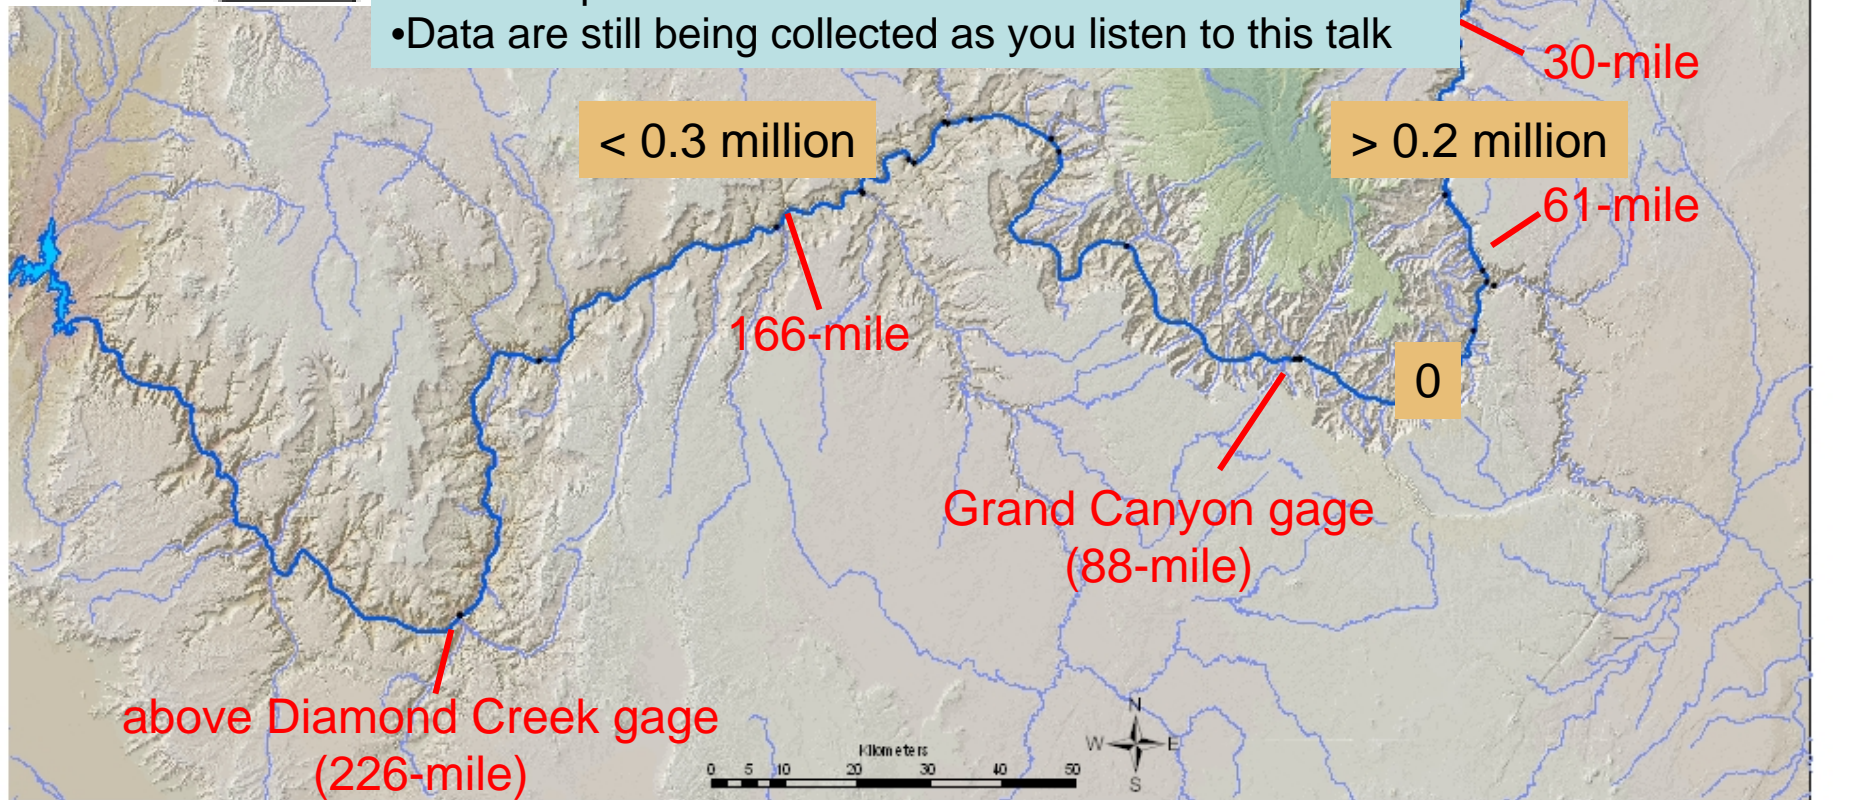 •Data are still being collected as you listen to this talk
30-mile
< 0.3 million
> 0.2 million
61-mile
166-mile
0
Grand Canyon gage
(88-mile)
above Diamond Creek gage
(226-mile)
N
W E
S
Kilometers
0 5 10 20 30 40 50